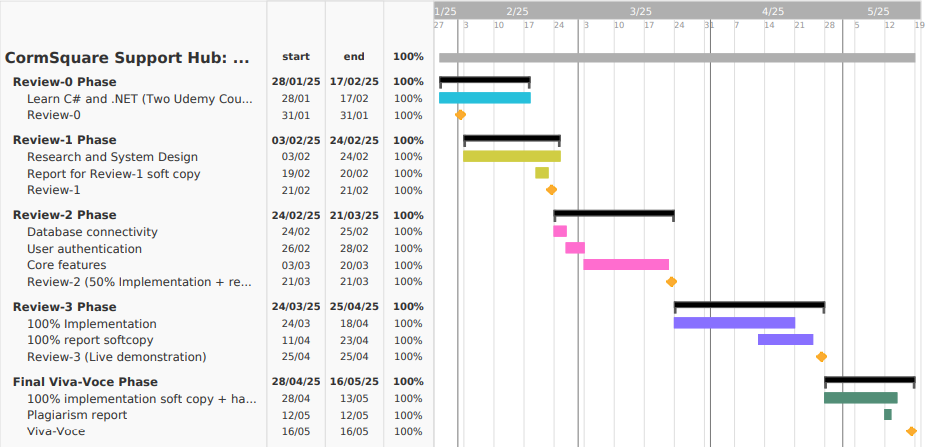 1/25 2/25 3/25 4/25 5/25
27 3 10 17 24 3 10 17 24 31 7 14 21 28 5 12 19
CormSquare Support Hub: ... start end 100%
Review-0 Phase 28/01/25 17/02/25 100%
Learn C# and .NET (Two Udemy Cou... 28/01 17/02 100%
Review-0 31/01 31/01 100%
Review-1 Phase 03/02/25 24/02/25 100%
Research and System Design 03/02 24/02 100%
Report for Review-1 soft copy 19/02 20/02 100%
Review-1 21/02 21/02 100%
Review-2 Phase 24/02/25 21/03/25 100%
Database connectivity 24/02 25/02 100%
User authentication 26/02 28/02 100%
Core features 03/03 20/03 100%
Review-2 (50% Implementation + re... 21/03 21/03 100%
Review-3 Phase 24/03/25 25/04/25 100%
100% Implementation 24/03 18/04 100%
100% report softcopy 11/04 23/04 100%
Review-3 (Live demonstration) 25/04 25/04 100%
Final Viva-Voce Phase 28/04/25 16/05/25 100%
100% implementation soft copy + ha... 28/04 13/05 100%
Plagiarism report 12/05 12/05 100%
Viva-Voce 16/05 16/05 100%